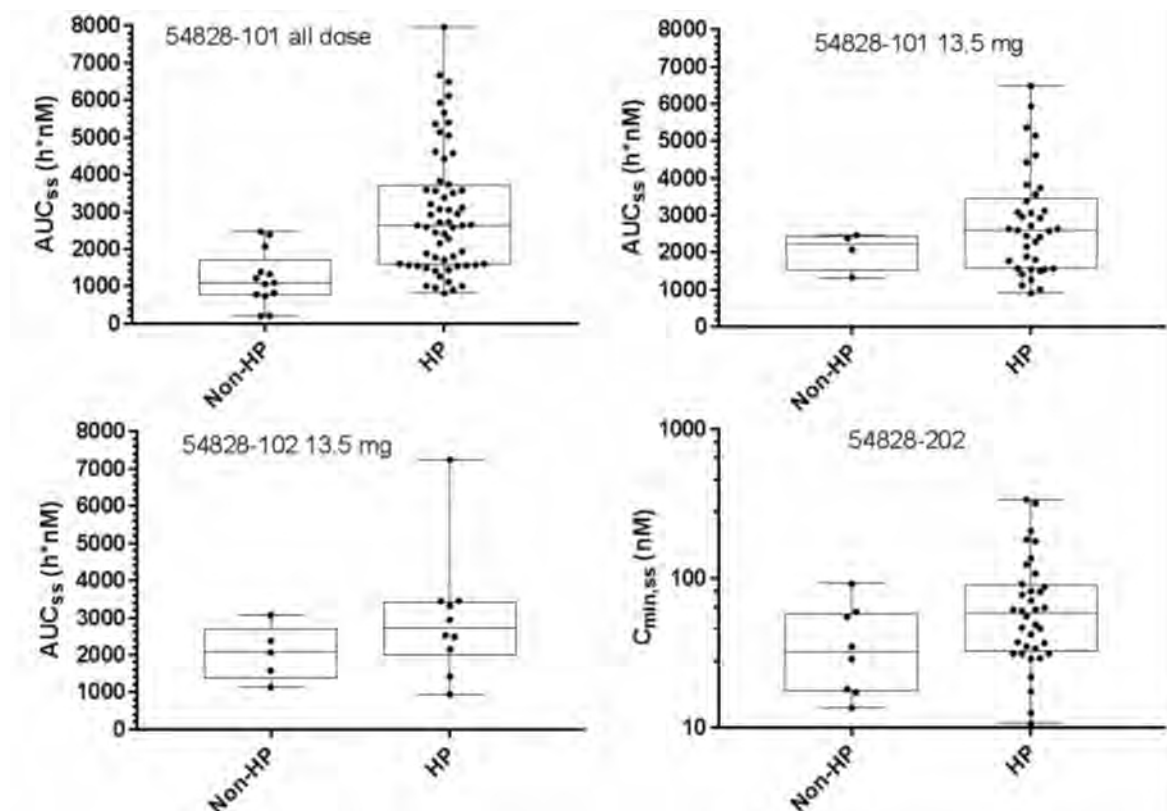 54828-101 all dose
AUCss (h*nM)
8000
7000
6000
5000
4000
3000
2000
1000
0
Non-HP
HP
54828-101 13.5 mg
AUCss (h*nM)
8000
7000
6000
5000
4000
3000
2000
1000
0
Non-HP
HP
54828-102 13.5 mg
AUCss (h*nM)
8000
7000
6000
5000
4000
3000
2000
1000
0
Non-HP
HP
54828-202
Cmin,ss (nM)
1000
100
10
Non-HP
HP